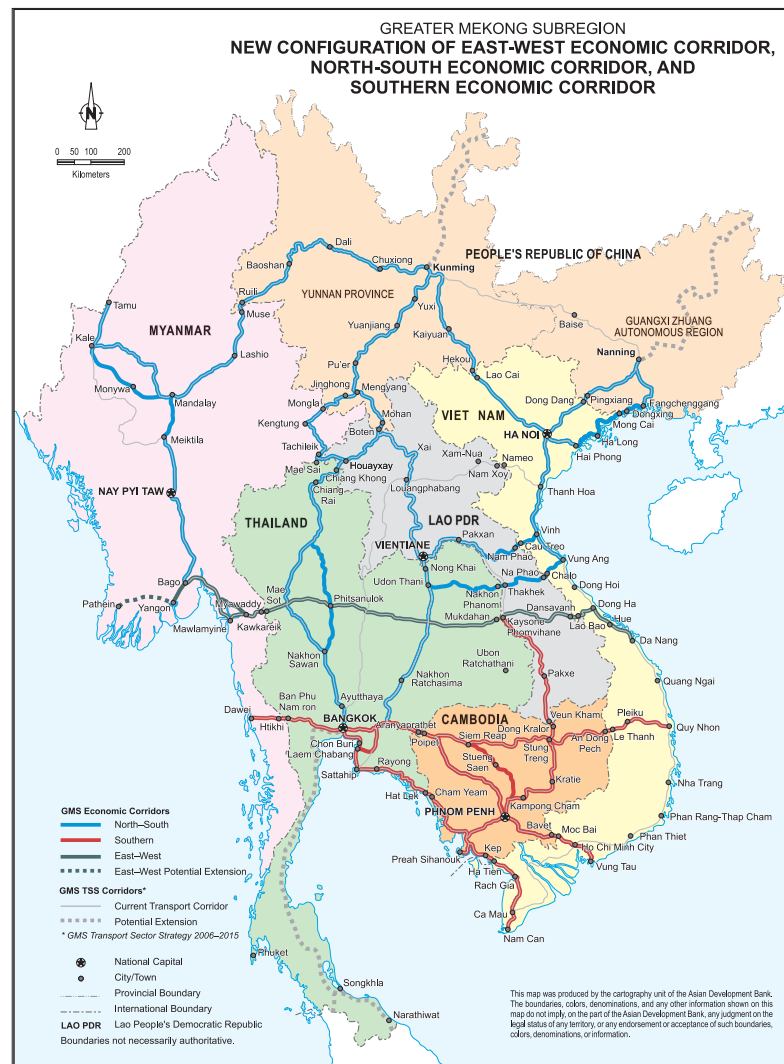 GREATER MEKONG SUBREGION
NEW CONFIGURATION OF EAST-WEST ECONOMIC CORRIDOR,
NORTH-SOUTH ECONOMIC CORRIDOR, AND
SOUTHERN ECONOMIC CORRIDOR
N
0 50 100 200
Kilometers
Dali
Chuxiong
Kunming
PEOPLE'S REPUBLIC OF CHINA
Baoshan
Ruili
Muse
YUNNAN PROVINCE
Yuxi
Tamu
MYANMAR
Yuanjiang
Kaiyuan
Baise
GUANGXI ZHUANG
AUTONOMOUS REGION
Kale
Lashio
Pu'er
Hekou
Lao Cai
Nanning
Monywa
Mandalay
Jinghong
Mengyang
Dong Dang
Pingxiang
Fangchenggang
Dongxing
Mong Cai
Mongla
Mohan
VIET NAM
Meiktila
Kengtung
Boten
HA NOI
Ha Long
Hai Phong
Tachileik
Xai
Xam-Nua
Nameo
Mae Sai
Houayxay
Chiang Khong
Nam Xoy
NAY PYI TAW
Chiang
Rai
Louangphabang
Thanh Hoa
THAILAND
LAO PDR
Pakxan
Vinh
VIENTIANE
Cau Treo
Nam Phao
Vung Ang
Nong Khai
Na Phao
Chalo
Bago
Udon Thani
Nakhon
Phanom
Thakhek
Dong Hoi
Pathein
Yangon
Myawaddy
Mae
Sot
Phitsanulok
Mukdahan
Dansavanh
Dong Ha
Mawlamyine
Kawkareik
Kaysone
Phomvihane
Lao Bao
Hue
Da Nang
Nakhon
Sawan
Ubon
Ratchathani
Nakhon
Ratchasima
Pakxe
Quang Ngai
Ban Phu
Nam ron
Ayutthaya
Dawei
Htikhi
BANGKOK
Aranyaprathet
CAMBODIA
Veun Kham
Pleiku
Poipet
Siem Reap
Dong Kralor
Quy Nhon
Chon Buri
Stung
Treng
An Dong
Pech
Le Thanh
Laem Chabang
Stueng
Saen
Sattahip
Rayong
Kratie
Nha Trang
Hat Lek
Cham Yeam
Kampong Cham
PHNOM PENH
Bavet
Moc Bai
Phan Rang-Thap Cham
Phan Thiet
Ho Chi Minh City
Preah Sihanouk
Kep
Vung Tau
Ha Tien
Rach Gia
Ca Mau
Nam Can
Phuket
Songkhla
Narathiwat
GMS Economic Corridors
North–South
Southern
East–West
East–West Potential Extension
GMS TSS Corridors*
Current Transport Corridor
Potential Extension
* GMS Transport Sector Strategy 2006–2015
National Capital
City/Town
Provincial Boundary
International Boundary
LAO PDR Lao People's Democratic Republic
Boundaries not necessarily authoritative.
This map was produced by the cartography unit of the Asian Development Bank.
The boundaries, colors, denominations, and any other information shown on this
map do not imply, on the part of the Asian Development Bank, any judgment on the
legal status of any territory, or any endorsement or acceptance of such boundaries,
colors, denominations, or information.